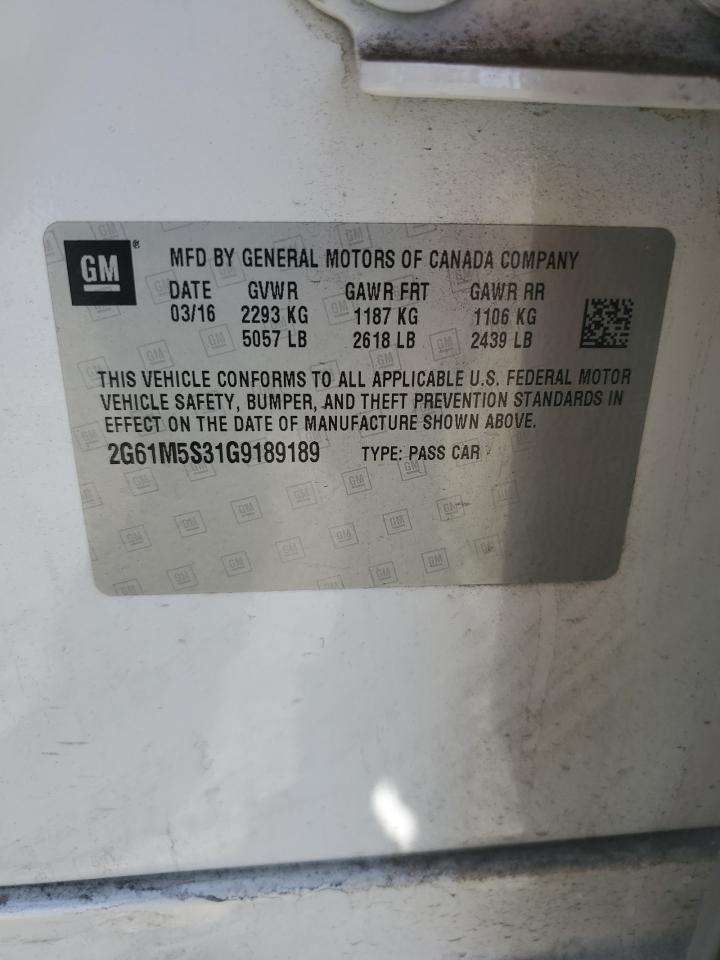 GM ® MFD BY GENERAL MOTORS OF CANADA COMPANY
DATE GVWR GAWR FRT GAWR RR
03/16 2293 KG 1187 KG 1106 KG
5057 LB 2618 LB 2439 LB
THIS VEHICLE CONFORMS TO ALL APPLICABLE U.S. FEDERAL MOTOR
VEHICLE SAFETY, BUMPER, AND THEFT PREVENTION STANDARDS IN
EFFECT ON THE DATE OF MANUFACTURE SHOWN ABOVE.
2G61M5S31G9189189 TYPE: PASS CAR